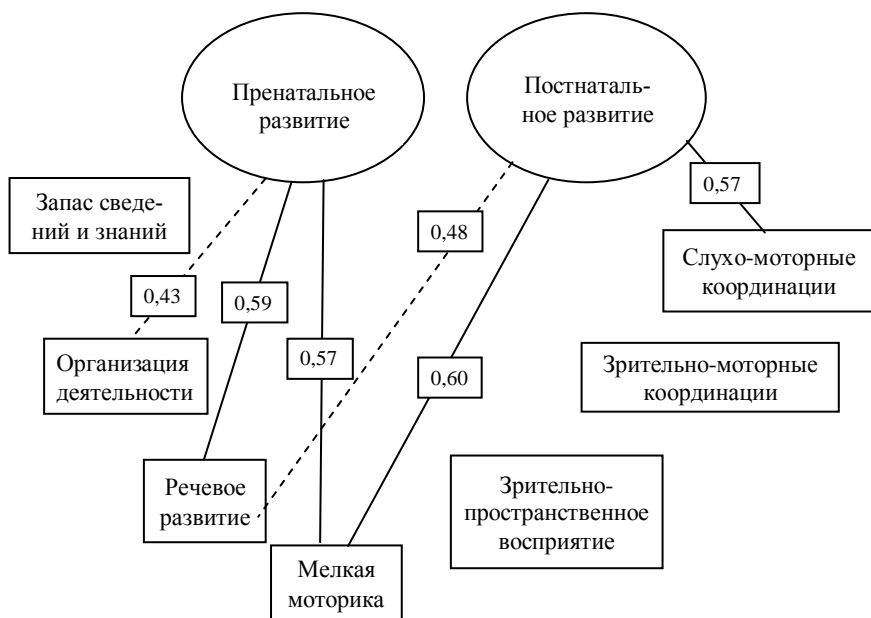 Пренатальное
развитие
Постнаталь-
ное развитие
Запас сведе-
ний и знаний
0,57
0,48
Слухо-моторные
координации
0,43
0,59
Организация
деятельности
0,57
0,60
Зрительно-моторные
координации
Речевое
развитие
Зрительно-
пространственное
восприятие
Мелкая
моторика